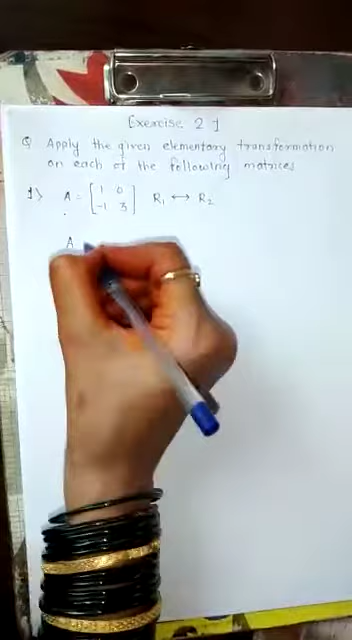 Exercise 2 1
Q Apply the given elementary transformation
on each of the following matrices
1> A = [ 1 0 R₁ ↔ R₂
-1 3 ]
A